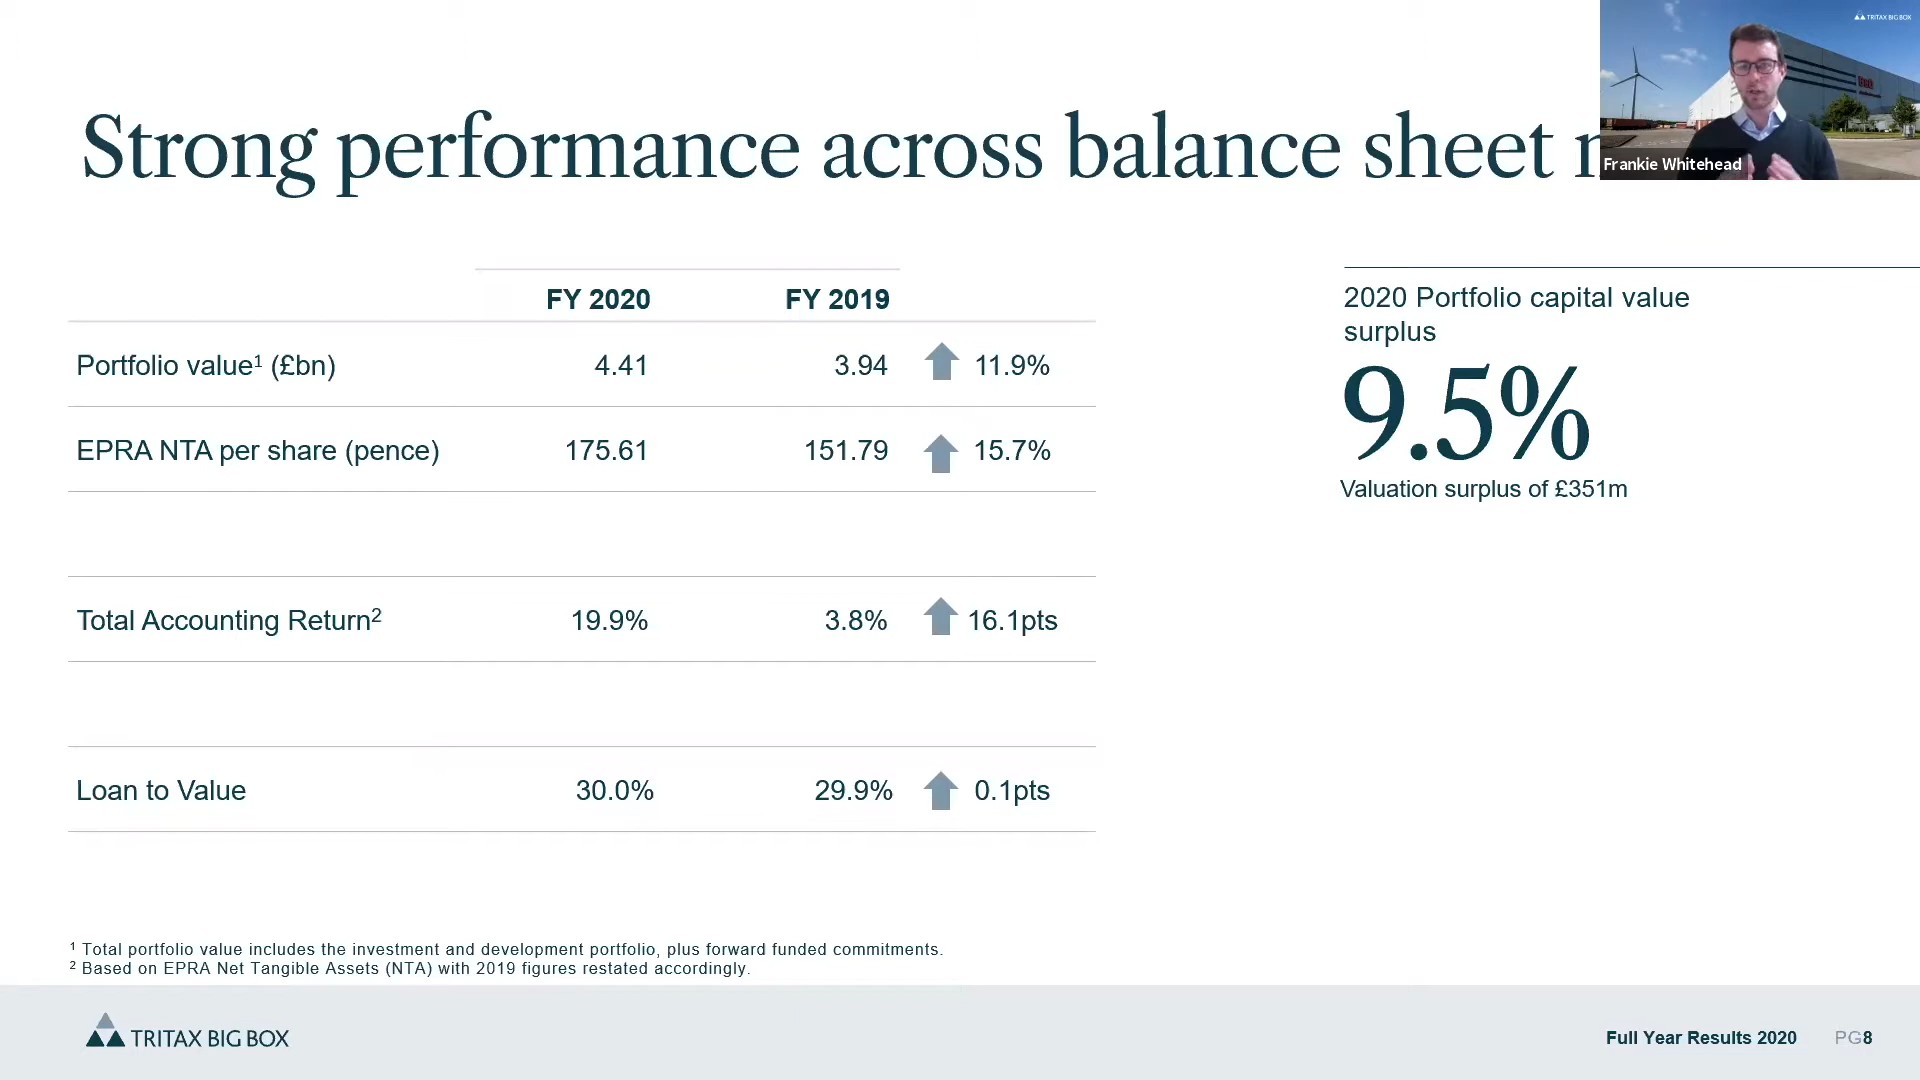 TRITAX BIG BOX
Strong performance across balance sheet
Frankie Whitehead
FY 2020 FY 2019
Portfolio value¹ (£bn) 4.41 3.94 11.9%
EPRA NTA per share (pence) 175.61 151.79 15.7%
Total Accounting Return² 19.9% 3.8% 16.1pts
Loan to Value 30.0% 29.9% 0.1pts
2020 Portfolio capital value
surplus
9.5%
Valuation surplus of £351m
¹ Total portfolio value includes the investment and development portfolio, plus forward funded commitments.
² Based on EPRA Net Tangible Assets (NTA) with 2019 figures restated accordingly.
TRITAX BIG BOX
Full Year Results 2020 PG8